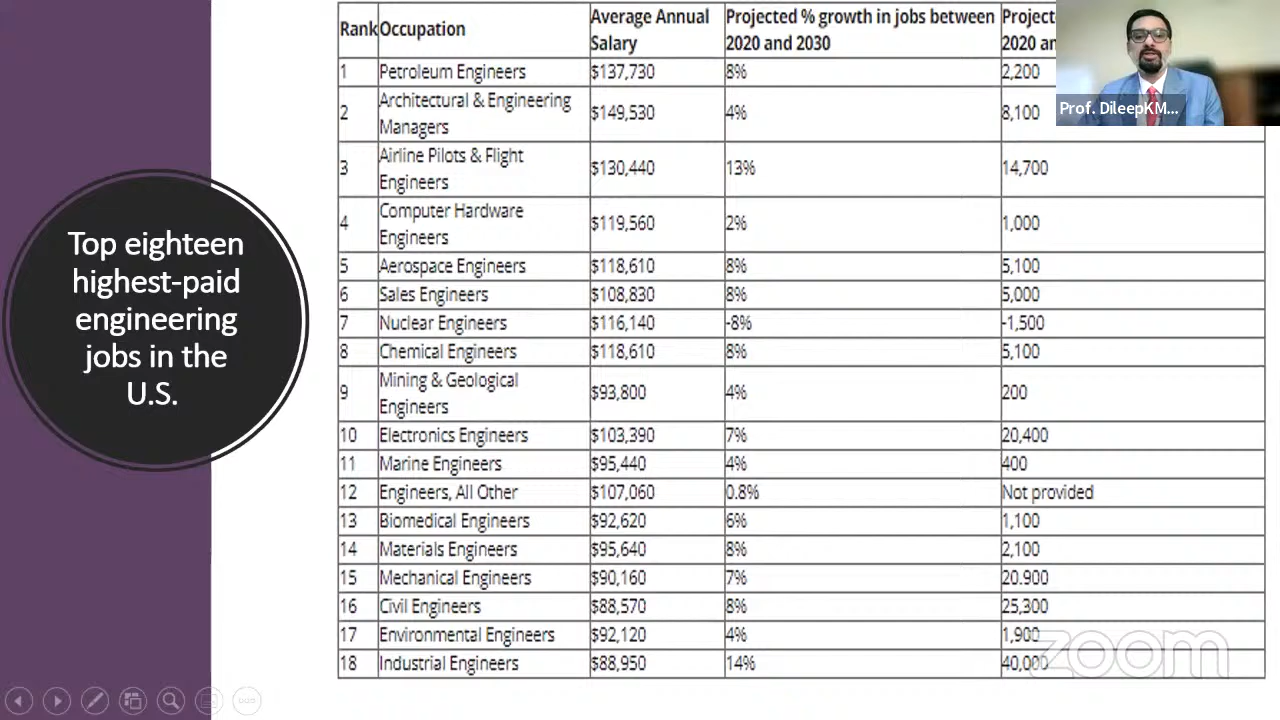 Top eighteen
highest-paid
engineering
jobs in the
U.S.
Rank Occupation Average Annual Salary Projected % growth in jobs between 2020 and 2030 2020
1 Petroleum Engineers $137,730 8% 2,200
2 Architectural & Engineering Managers $149,530 4% 8,100
3 Airline Pilots & Flight Engineers $130,440 13% 14,700
4 Computer Hardware Engineers $119,560 2% 1,000
5 Aerospace Engineers $118,610 8% 5,100
6 Sales Engineers $108,830 8% 5,000
7 Nuclear Engineers $116,140 -8% -1,500
8 Chemical Engineers $118,610 8% 5,100
9 Mining & Geological Engineers $93,800 4% 200
10 Electronics Engineers $103,390 7% 20,400
11 Marine Engineers $95,440 4% 400
12 Engineers, All Other $107,060 0.8% Not provided
13 Biomedical Engineers $92,620 6% 1,100
14 Materials Engineers $95,640 8% 2,100
15 Mechanical Engineers $90,160 7% 20.900
16 Civil Engineers $88,570 8% 25,300
17 Environmental Engineers $92,120 4% 1,900
18 Industrial Engineers $88,950 14% 40,000
Prof. DileepKM...
zoom